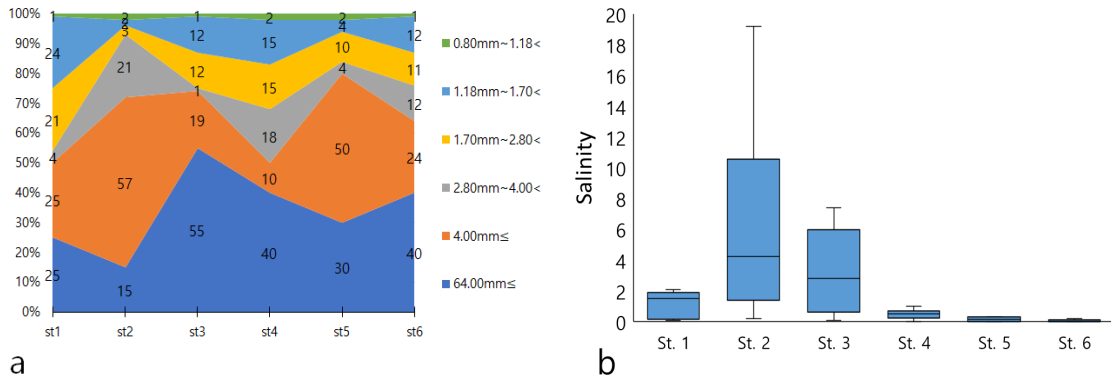 100%
90%
80%
70%
60%
50%
40%
30%
20%
10%
0%
1 2 1 2 2 1
24 2 12 15 4 12
21 3 12 15 10 11
4 21 1 18 4 12
25 57 19 10 50 24
25 15 55 40 30 40
st1 st2 st3 st4 st5 st6
0.80mm~1.18<
1.18mm~1.70<
1.70mm~2.80<
2.80mm~4.00<
4.00mm≤
64.00mm≤
a
Salinity
20
18
16
14
12
10
8
6
4
2
0
St. 1 St. 2 St. 3 St. 4 St. 5 St. 6
b